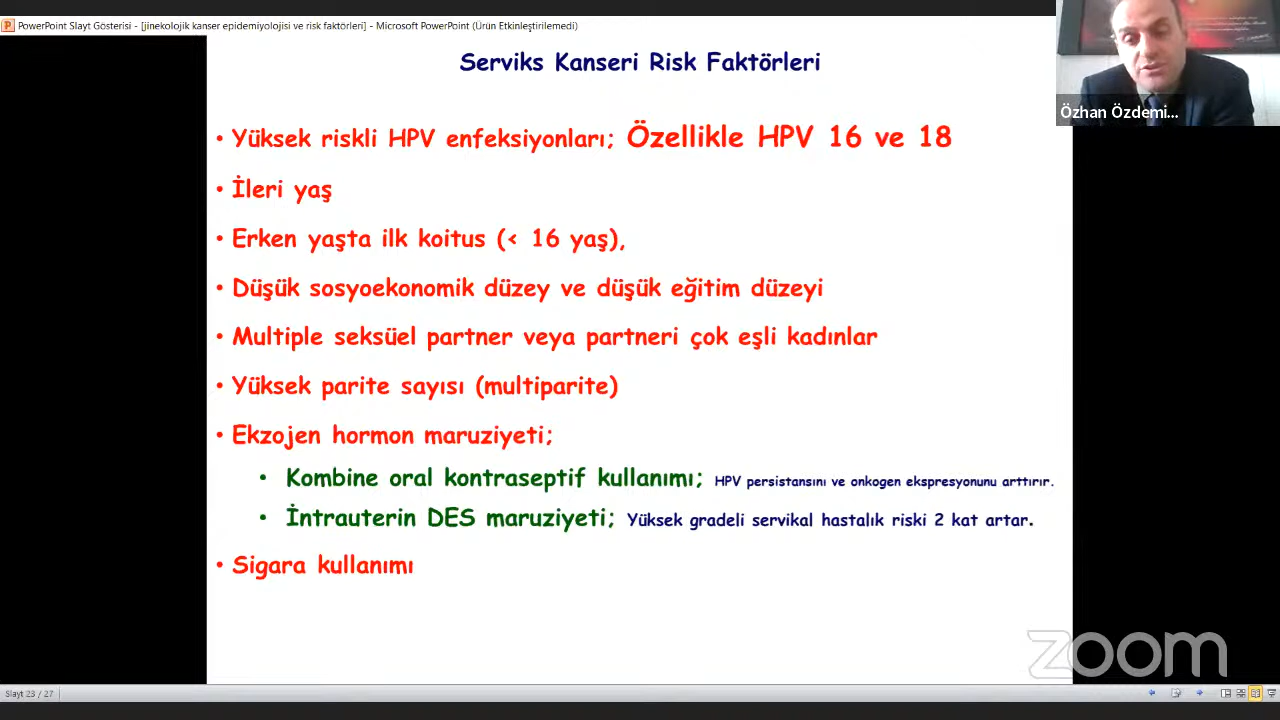 PowerPoint Slayt Gösterisi - [jinekolojik kanser epidemiyolojisi ve risk faktörleri] - Microsoft PowerPoint (Ürün Etkinleştirilemedi)
Serviks Kanseri Risk Faktörleri
Özhan Özdemi...
• Yüksek riskli HPV enfeksiyonları; Özellikle HPV 16 ve 18
• İleri yaş
• Erken yaşta ilk koitus (< 16 yaş),
• Düşük sosyoekonomik düzey ve düşük eğitim düzeyi
• Multiple seksüel partner veya partneri çok eşli kadınlar
• Yüksek parite sayısı (multiparite)
• Ekzojen hormon maruziyeti;
• Kombine oral kontraseptif kullanımı; HPV persistansını ve onkogen ekspresyonunu arttırır.
• İntrauterin DES maruziyeti; Yüksek gradeli servikal hastalık riski 2 kat artar.
• Sigara kullanımı
zoom
Slayt 23 / 27